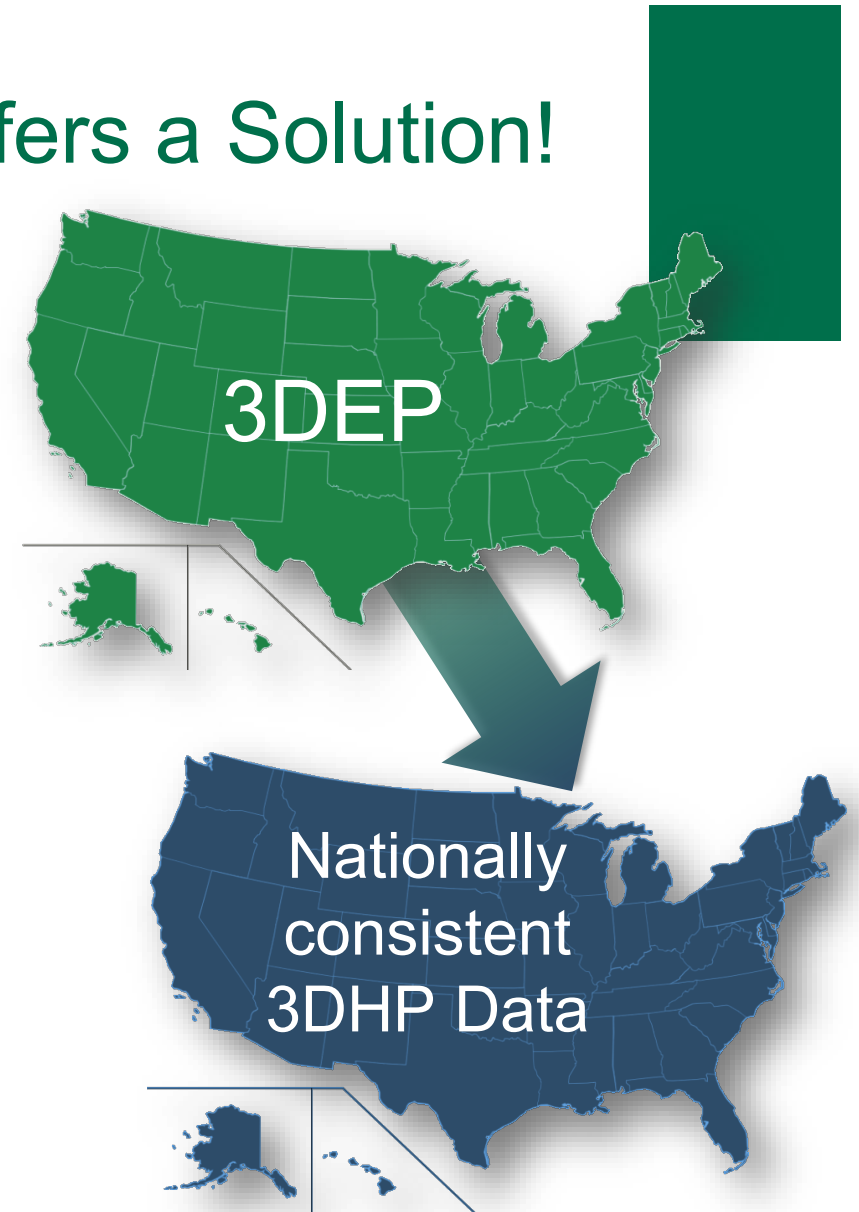 fers a Solution!
3DEP
Nationally
consistent
3DHP Data